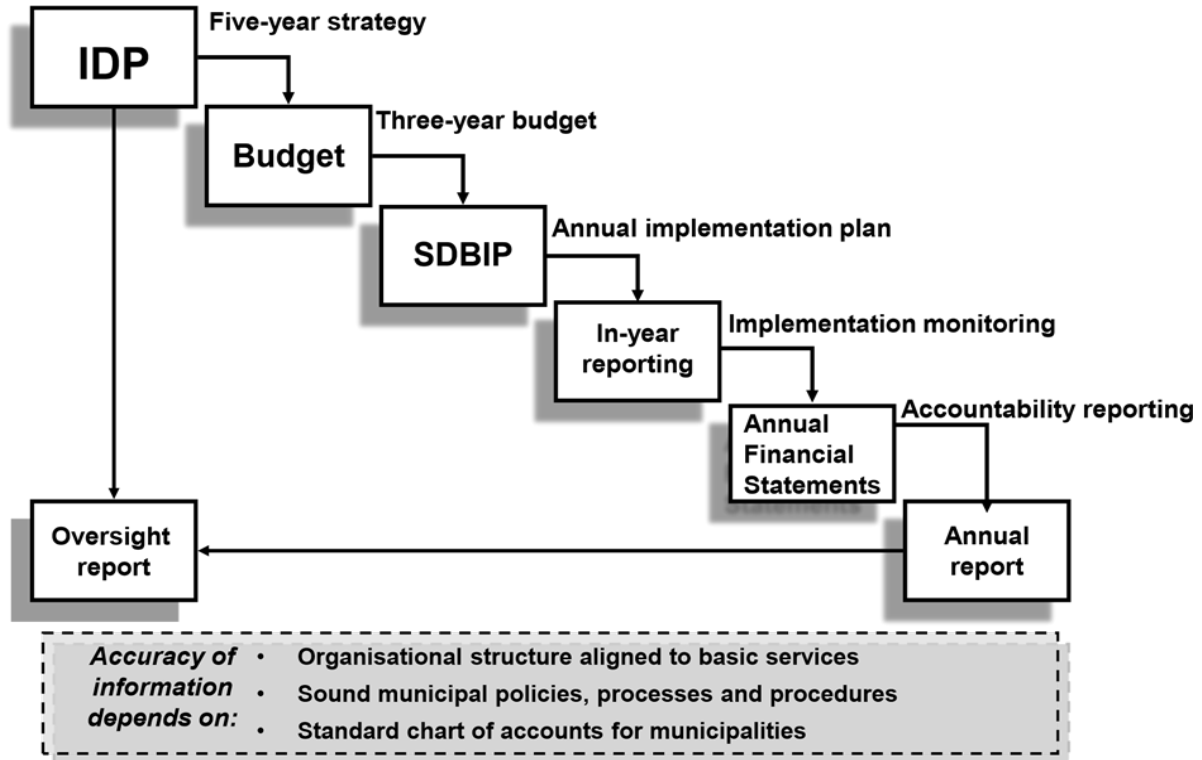 Five-year strategy
IDP
Three-year budget
Budget
Annual implementation plan
SDBIP
Implementation monitoring
In-year
reporting
Accountability reporting
Annual
Financial
Statements
Oversight
report
Annual
report
Accuracy of
information
depends on:
• Organisational structure aligned to basic services
• Sound municipal policies, processes and procedures
• Standard chart of accounts for municipalities